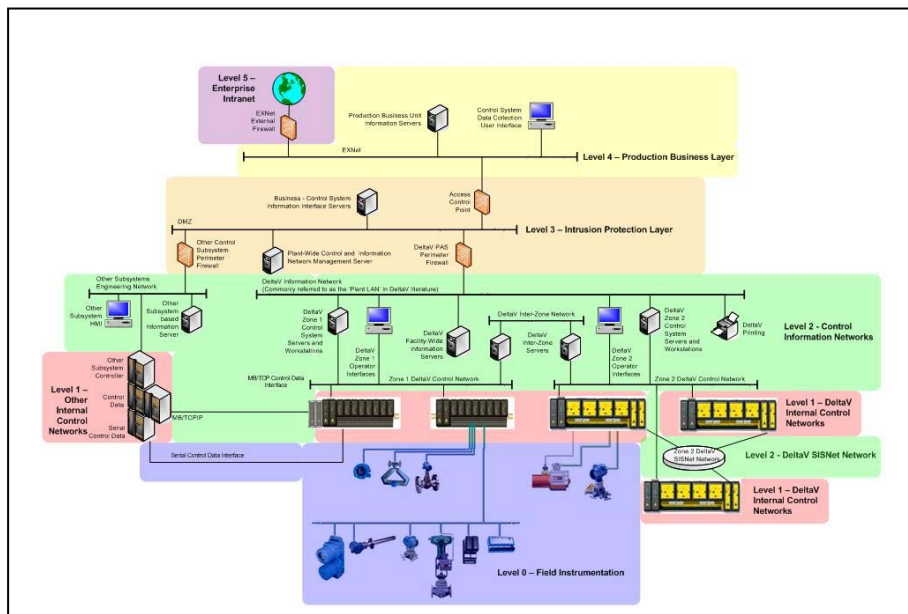 Level 5 –
Enterprise
Intranet
EXNet
External
Firewall
Production Business Unit
Information Servers
Control System
Data Collection
User Interface
EXNet
Level 4 – Production Business Layer
Business - Control System
Information Interface Servers
Access
Control
Point
DMZ
Level 3 – Intrusion Protection Layer
Other Control
Subsystem
Perimeter
Firewall
Plant-Wide Control and Information
Network Management Server
DeltaV PAS
Perimeter
Firewall
Other Subsystems
Engineering Network
DeltaV Information Network
(Commonly referred to as the 'Plant LAN' in DeltaV literature)
Other
Subsystem
HMI
Other
Subsystem
based
Information
Server
DeltaV
Zone 1
Control
System
Servers and
Workstations
DeltaV
Zone 1
Operator
Interfaces
DeltaV
Facility-Wide
Information
Servers
DeltaV Inter-Zone Network
DeltaV
Inter-Zone
Servers
DeltaV
Zone 2
Operator
Interfaces
DeltaV
Zone 2
Control
System
Servers and
Workstations
DeltaV
Printing
Level 2 - Control
Information Networks
Other
Subsystem
Controller
Control
Data
Serial
Control Data
Level 1 –
Other
Internal
Control
Networks
MB/TCP Control Data
Interface
Zone 1 DeltaV Control Network
Zone 2 DeltaV Control Network
MB/TCPIP
Level 1 – DeltaV
Internal Control
Networks
Serial Control Data Interface
Zone 2 DeltaV
SISNet Network
Level 2 - DeltaV SISNet Network
Level 1 – DeltaV
Internal Control
Networks
Level 0 – Field Instrumentation